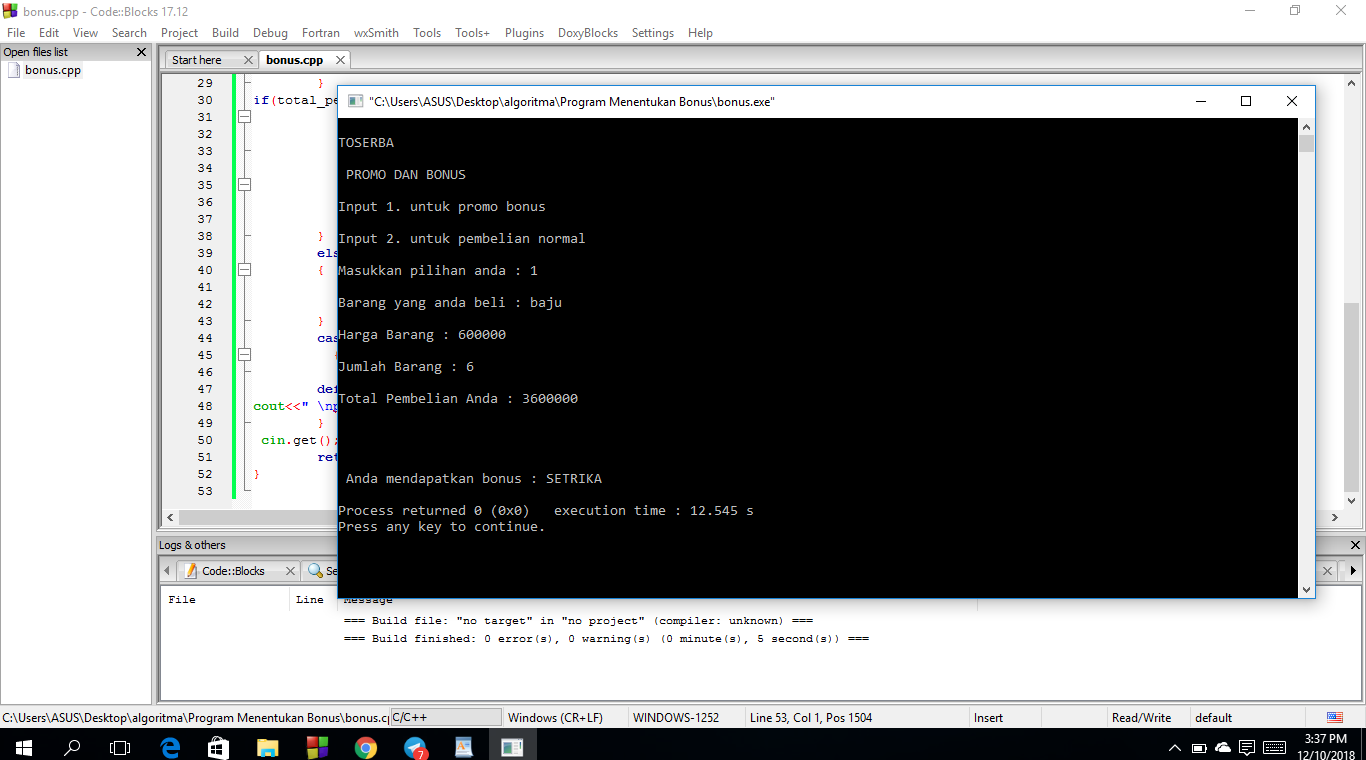 bonus.cpp - Code::Blocks 17.12
File Edit View Search Project Build Debug Fortran wxSmith Tools Tools+ Plugins DoxyBlocks Settings Help
Open files list
bonus.cpp
Start here
bonus.cpp
29 }
30 if(total_pe
31
32
33
34
35
36
37
38 }
39 els
40 {
41
42
43 }
44 cas
45
46
47 def
48 cout<<" \np
49 }
50 cin.get();
51 ret
52 }
53
"C:\Users\ASUS\Desktop\algoritma\Program Menentukan Bonus\bonus.exe"
TOSERBA
PROMO DAN BONUS
Input 1. untuk promo bonus
Input 2. untuk pembelian normal
Masukkan pilihan anda : 1
Barang yang anda beli : baju
Harga Barang : 600000
Jumlah Barang : 6
Total Pembelian Anda : 3600000
Anda mendapatkan bonus : SETRIKA
Process returned 0 (0x0) execution time : 12.545 s
Press any key to continue.
Logs & others
Code::Blocks
Se
File Line Message
=== Build file: "no target" in "no project" (compiler: unknown) ===
=== Build finished: 0 error(s), 0 warning(s) (0 minute(s), 5 second(s)) ===
C:\Users\ASUS\Desktop\algoritma\Program Menentukan Bonus\bonus.cp C/C++ Windows (CR+LF) WINDOWS-1252 Line 53, Col 1, Pos 1504 Insert Read/Write default
7
3:37 PM
12/10/2018